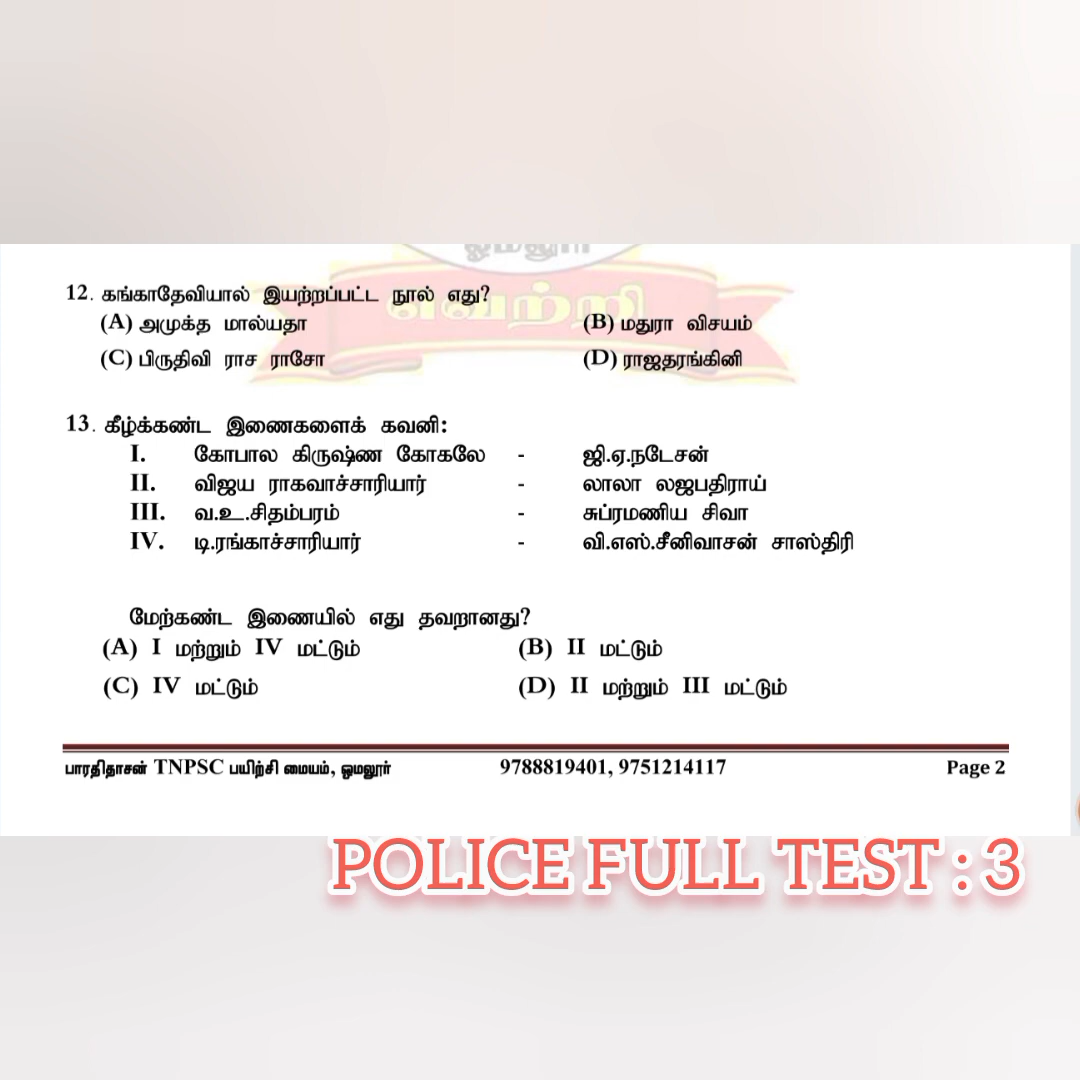 ஓமலூர்
வெற்றி
12. கங்காதேவியால் இயற்றப்பட்ட நூல் எது?
(A) அமுக்த மால்யதா (B) மதுரா விசயம்
(C) பிருதிவி ராச ராசோ (D) ராஜதரங்கினி
13. கீழ்க்கண்ட இணைகளைக் கவனி:
I. கோபால கிருஷ்ண கோகலே - ஜி.ஏ.நடேசன்
II. விஜய ராகவாச்சாரியார் - லாலா லஜபதிராய்
III. வ.உ.சிதம்பரம் - சுப்ரமணிய சிவா
IV. டி.ரங்காச்சாரியார் - வி.எஸ்.சீனிவாசன் சாஸ்திரி
மேற்கண்ட இணையில் எது தவறானது?
(A) I மற்றும் IV மட்டும் (B) II மட்டும்
(C) IV மட்டும் (D) II மற்றும் III மட்டும்
பாரதிதாசன் TNPSC பயிற்சி மையம், ஓமலூர் 9788819401, 9751214117 Page 2
POLICE FULL TEST : 3